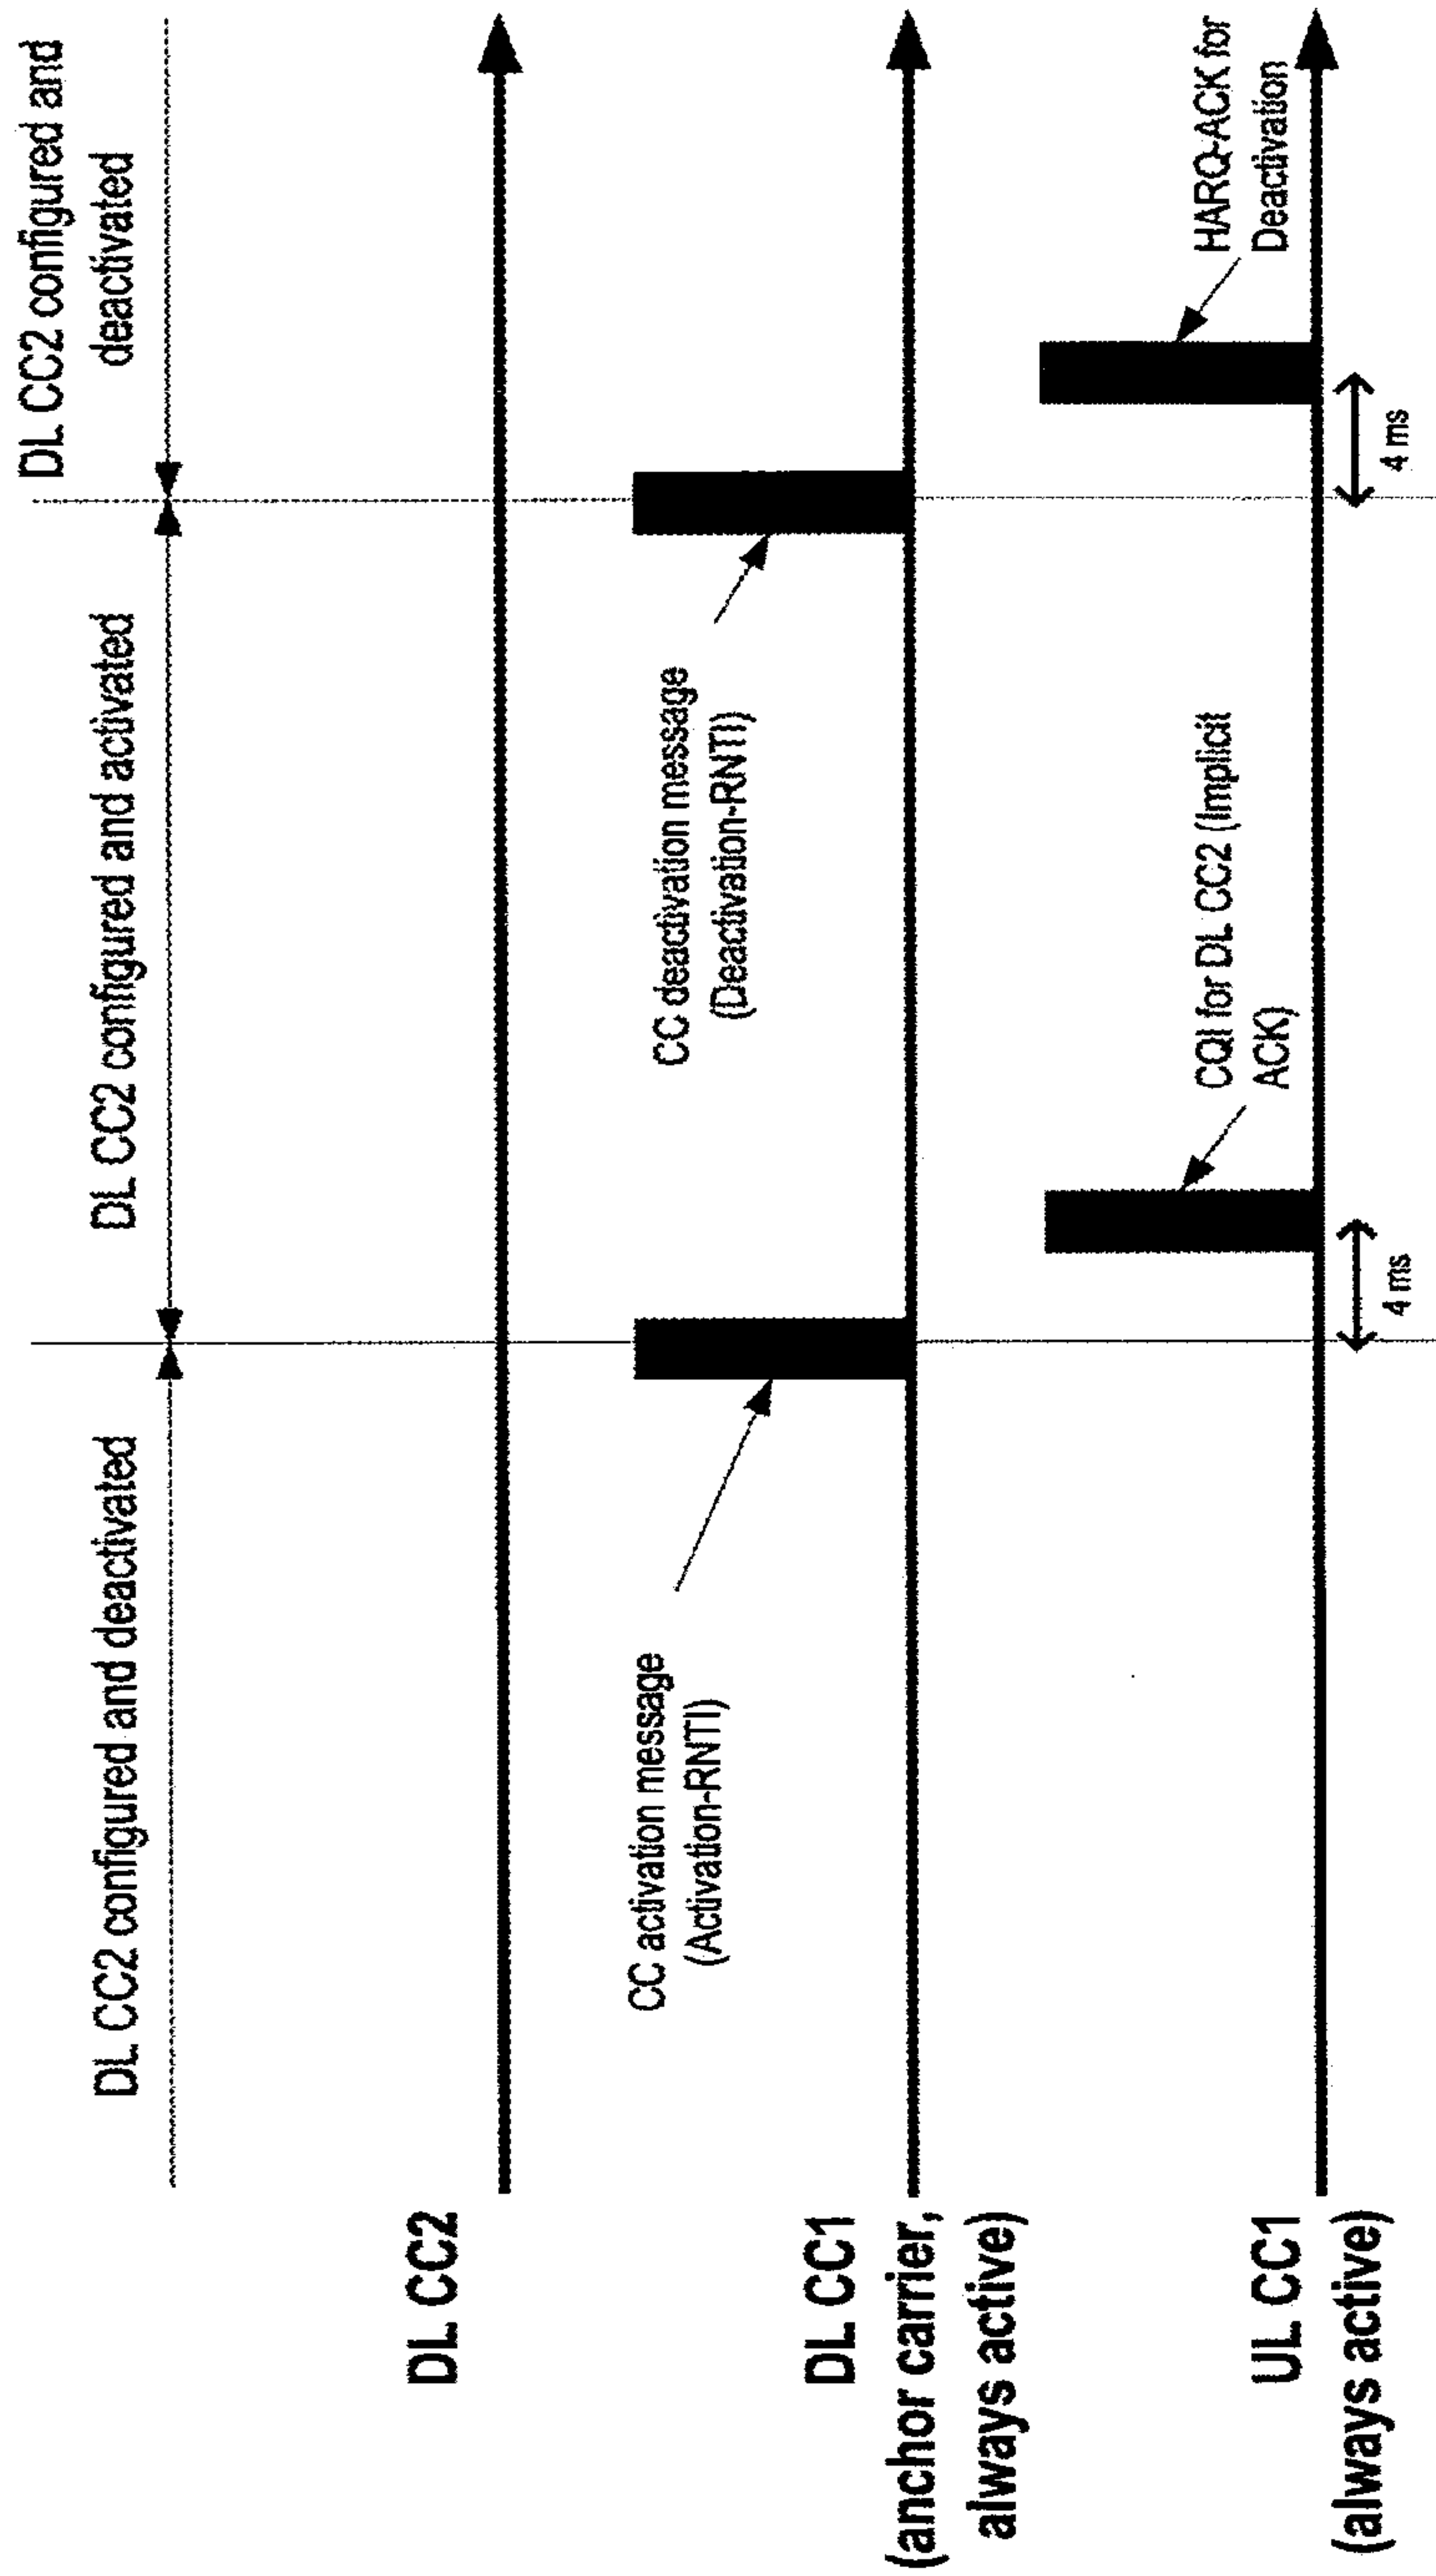 DL CC2 configured and deactivated
DL CC2 configured and activated
DL CC2 configured and
deactivated
DL CC2
CC activation message
(Activation-RNTI)
CC deactivation message
(Deactivation-RNTI)
DL CC1
(anchor carrier,
always active)
CQI for DL CC2 (Implicit
ACK)
HARQ-ACK for
Deactivation
UL CC1
(always active)
4 ms
4 ms